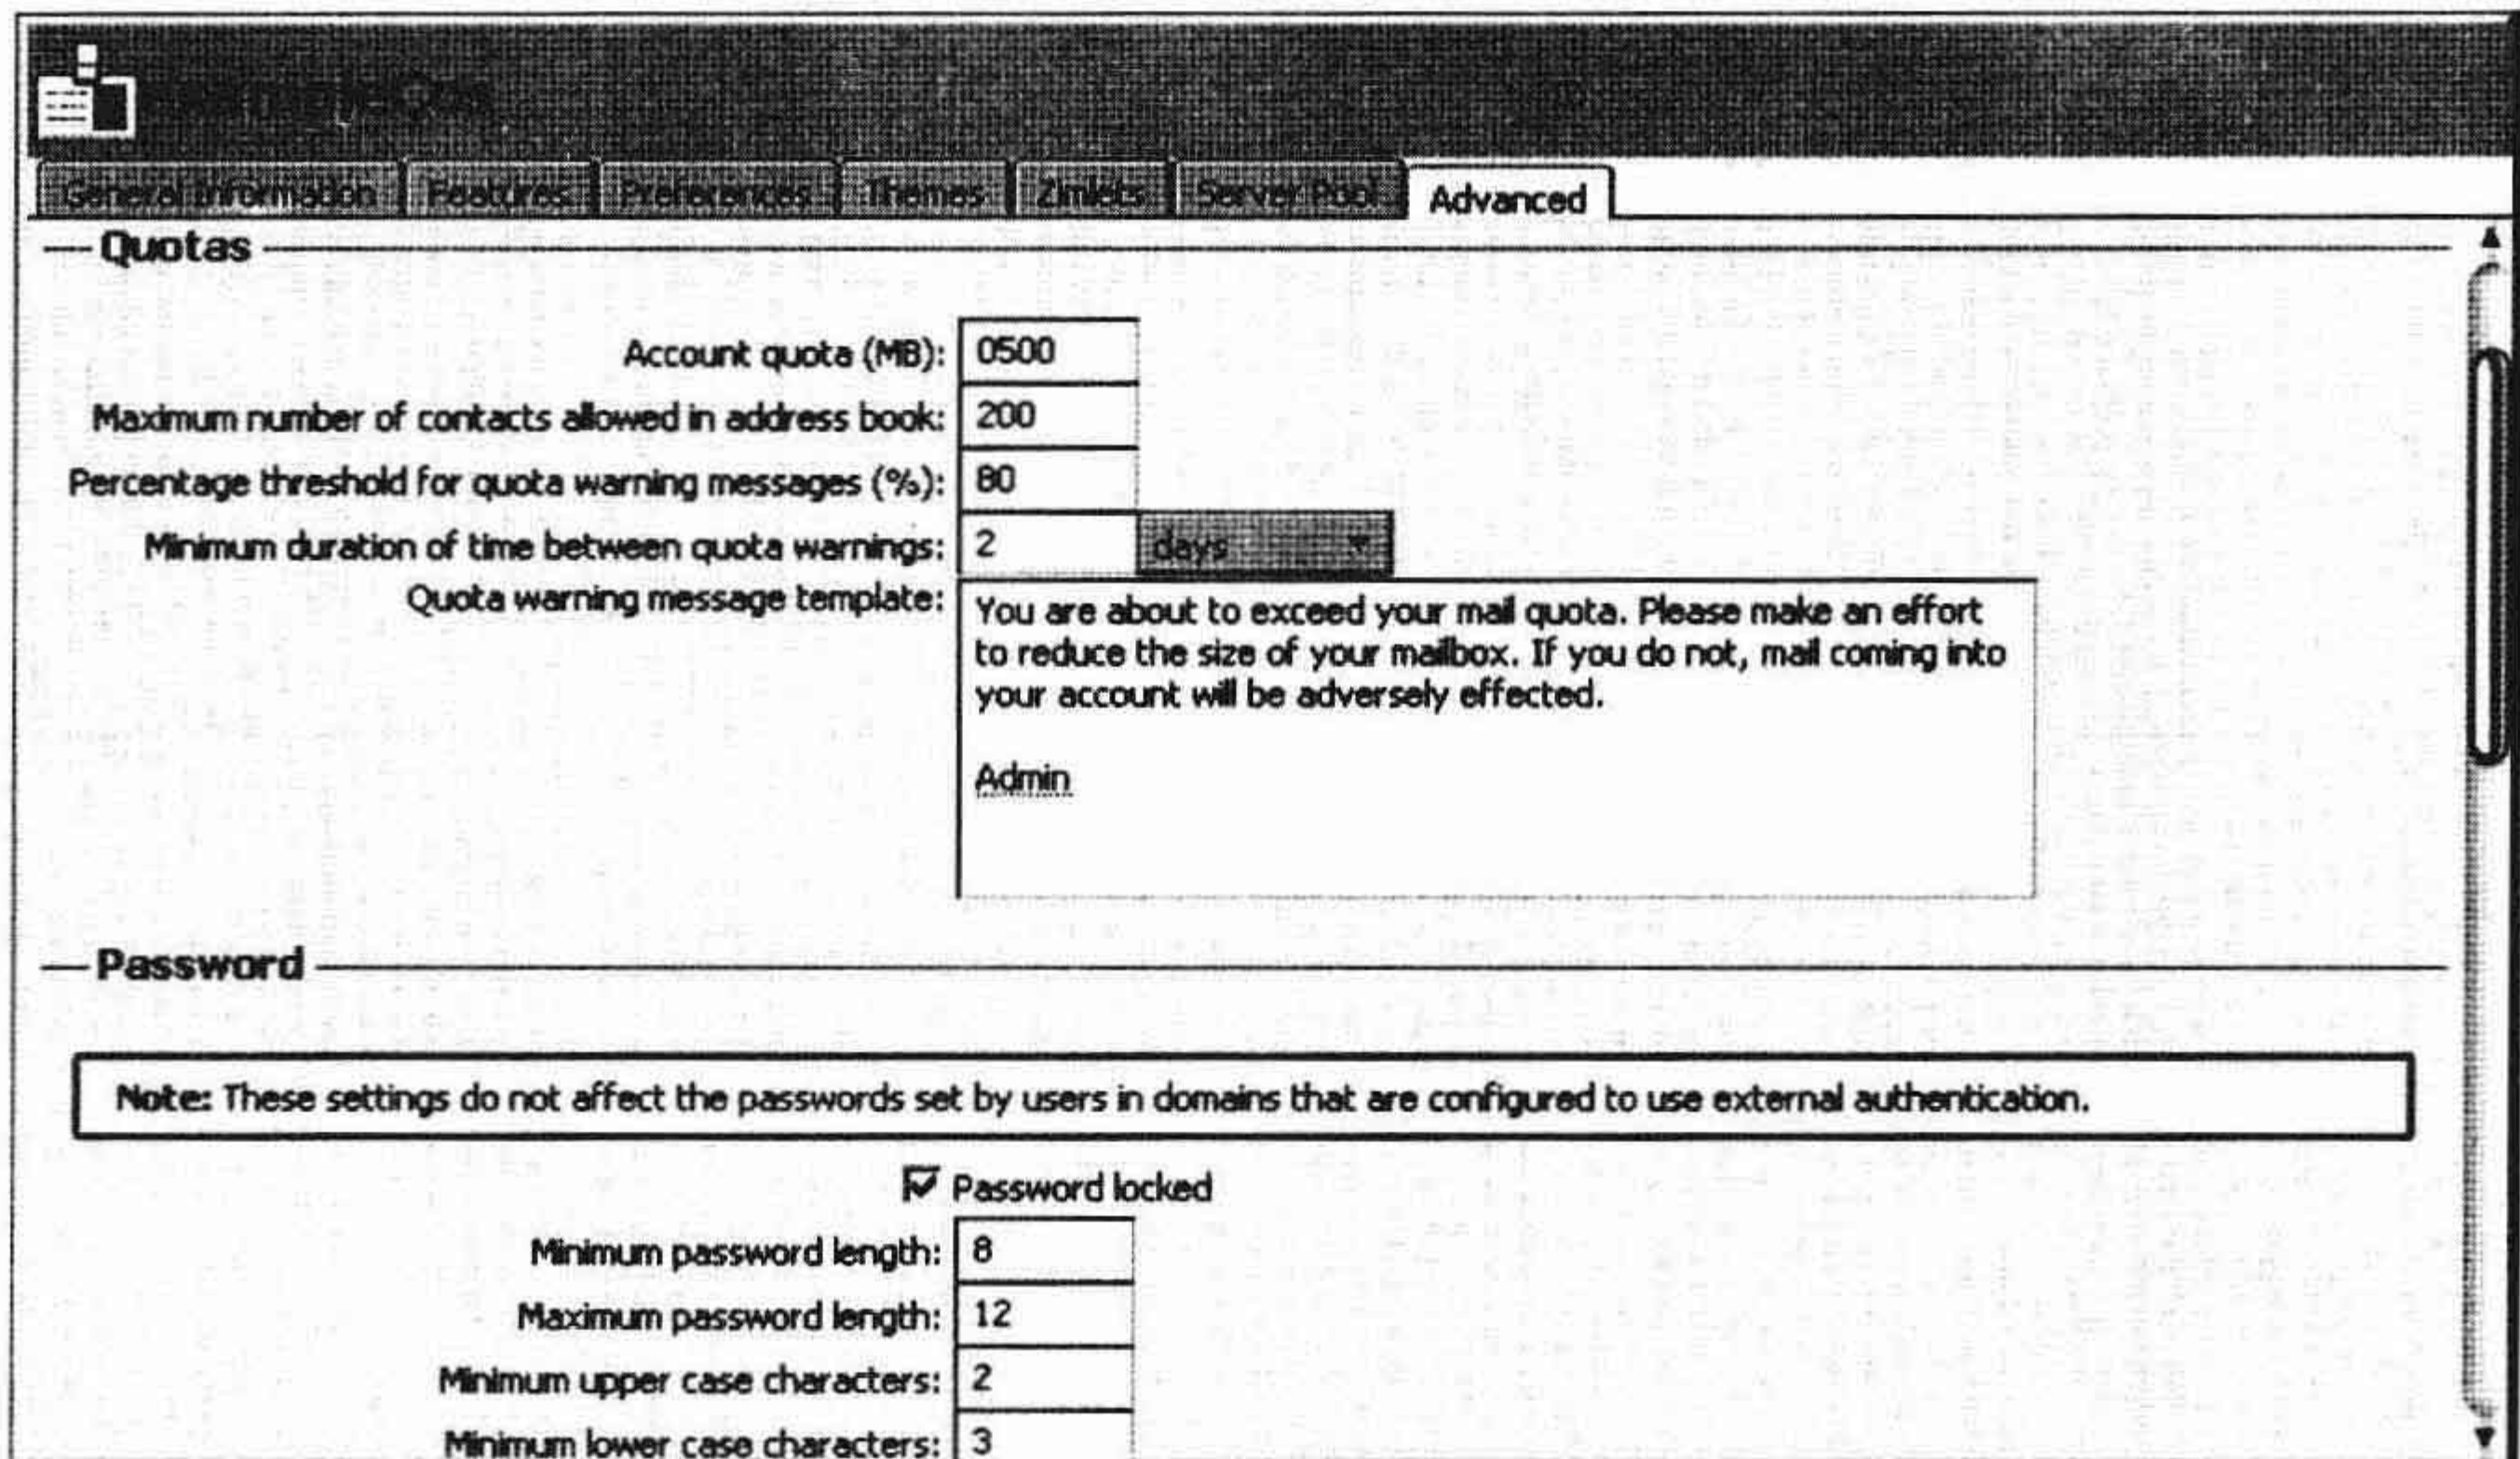 General Information Features Preferences Themes Zimlets Server Pool Advanced
Quotas
Account quota (MB): 0500
Maximum number of contacts allowed in address book: 200
Percentage threshold for quota warning messages (%): 80
Minimum duration of time between quota warnings: 2 days
Quota warning message template: You are about to exceed your mail quota. Please make an effort
to reduce the size of your mailbox. If you do not, mail coming into
your account will be adversely effected.
Admin
Password
Note: These settings do not affect the passwords set by users in domains that are configured to use external authentication.
Password locked
Minimum password length: 8
Maximum password length: 12
Minimum upper case characters: 2
Minimum lower case characters: 3